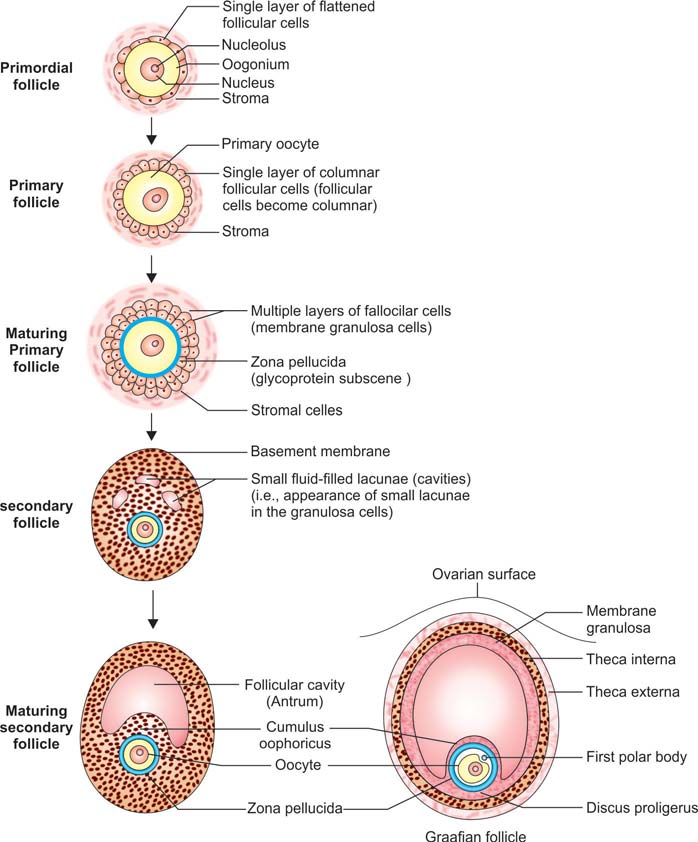 Single layer of flattened
follicular cells
Nucleolus
Primordial
follicle
Oogonium
Nucleus
Stroma
Primary oocyte
Primary
follicle
Single layer of columnar
follicular cells (follicular
cells become columnar)
Stroma
Maturing
Primary
follicle
Multiple layers of fallocilar cells
(membrane granulosa cells)
Zona pellucida
(glycoprotein subscene )
Stromal celles
Basement membrane
secondary
follicle
Small fluid-filled lacunae (cavities)
(i.e., appearance of small lacunae
in the granulosa cells)
Ovarian surface
Membrane
granulosa
Theca interna
Theca externa
Maturing
secondary
follicle
Follicular cavity
(Antrum)
Cumulus
oophoricus
Oocyte
First polar body
Zona pellucida
Discus proligerus
Graafian follicle